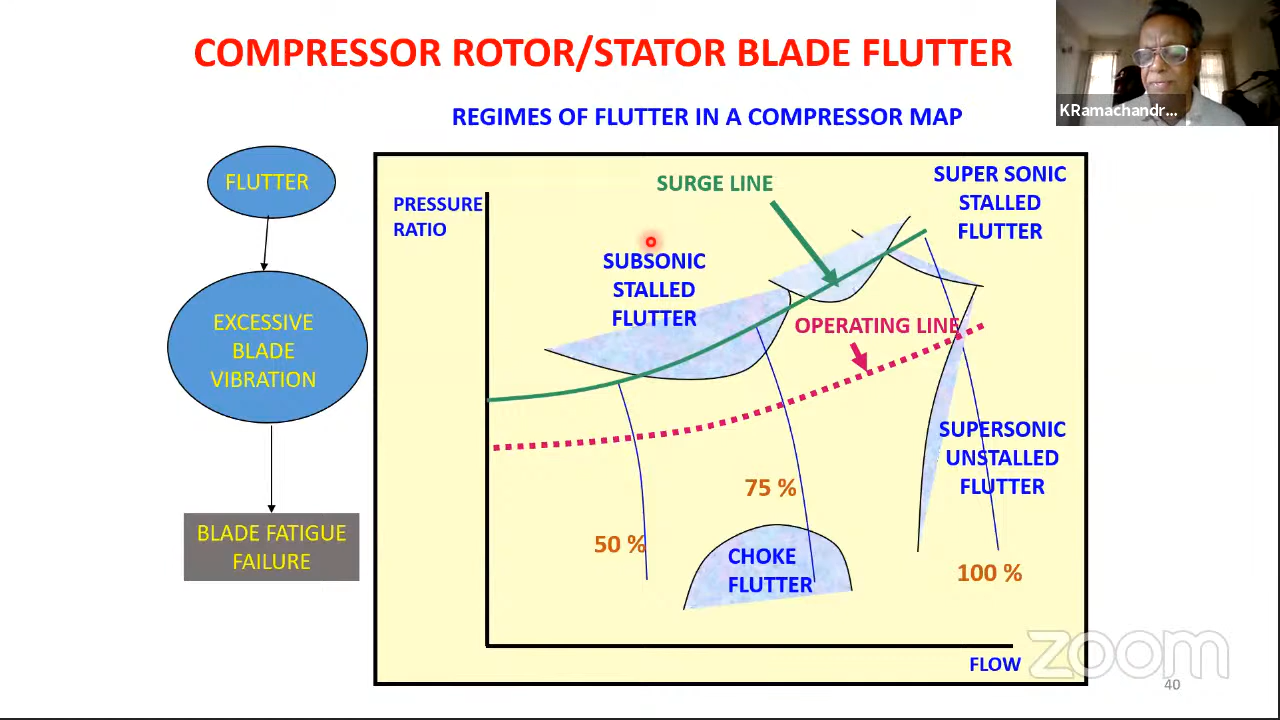 COMPRESSOR ROTOR/STATOR BLADE FLUTTER
KRamachandr...
REGIMES OF FLUTTER IN A COMPRESSOR MAP
FLUTTER
EXCESSIVE
BLADE
VIBRATION
BLADE FATIGUE
FAILURE
PRESSURE
RATIO
SURGE LINE
SUPER SONIC
STALLED
FLUTTER
SUBSONIC
STALLED
FLUTTER
OPERATING LINE
SUPERSONIC
UNSTALLED
FLUTTER
75 %
50 %
CHOKE
FLUTTER
100 %
FLOW
zoom
40